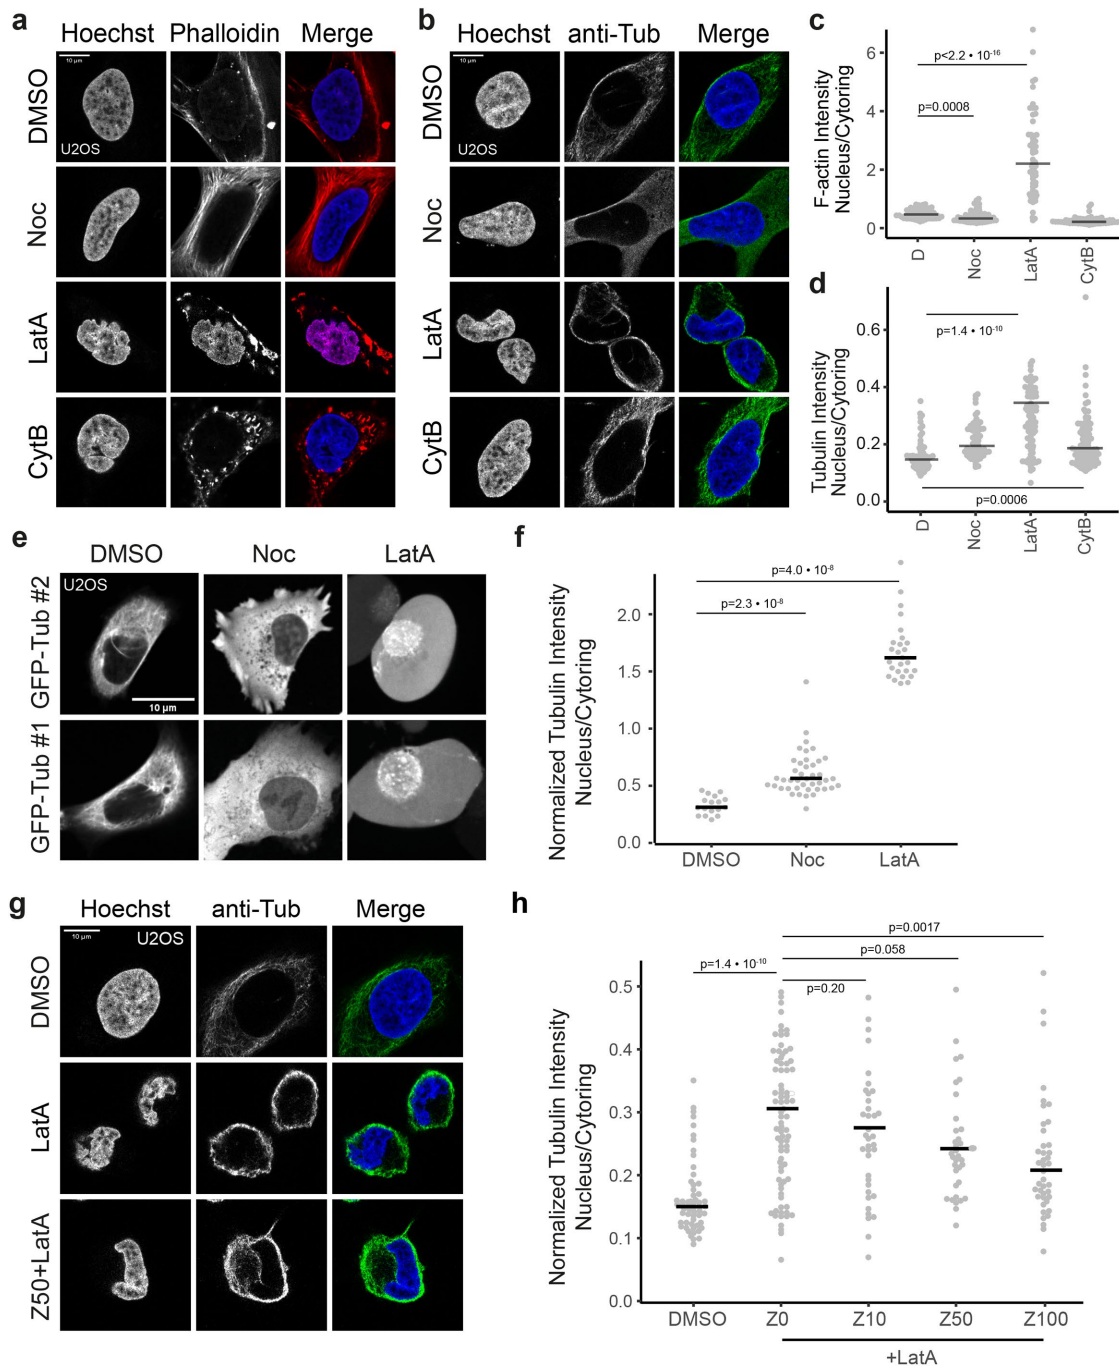 a
Hoechst Phalloidin Merge
10 µm
DMSO
U2OS
Noc
LatA
CytB
b
Hoechst anti-Tub Merge
10 µm
DMSO
U2OS
Noc
LatA
CytB
c
F-actin Intensity
Nucleus/Cytoring
6
4
2
0
p<2.2 • 10-16
p=0.0008
D Noc LatA CytB
d
Tubulin Intensity
Nucleus/Cytoring
0.6
0.4
0.2
0.0
p=1.4 • 10-10
p=0.0006
D Noc LatA CytB
e
DMSO Noc LatA
GFP-Tub #2
U2OS
10 µm
GFP-Tub #1
f
Normalized Tubulin Intensity
Nucleus/Cytoring
2.0
1.5
1.0
0.5
0.0
p=4.0 • 10-8
p=2.3 • 10-8
DMSO Noc LatA
g
Hoechst anti-Tub Merge
10 µm
U2OS
DMSO
LatA
Z50+LatA
h
Normalized Tubulin Intensity
Nucleus/Cytoring
0.5
0.4
0.3
0.2
0.1
0.0
p=0.0017
p=0.058
p=1.4 • 10-10
p=0.20
DMSO Z0 Z10 Z50 Z100
+LatA